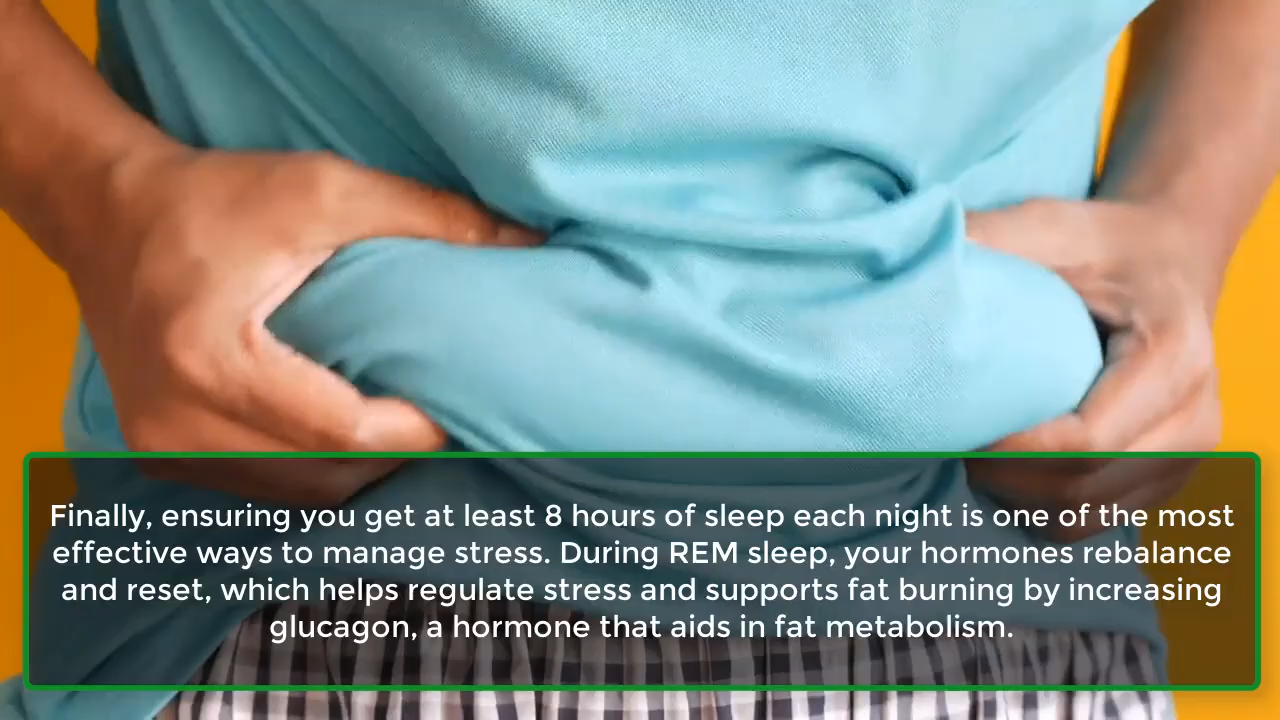 Finally, ensuring you get at least 8 hours of sleep each night is one of the most
effective ways to manage stress. During REM sleep, your hormones rebalance
and reset, which helps regulate stress and supports fat burning by increasing
glucagon, a hormone that aids in fat metabolism.